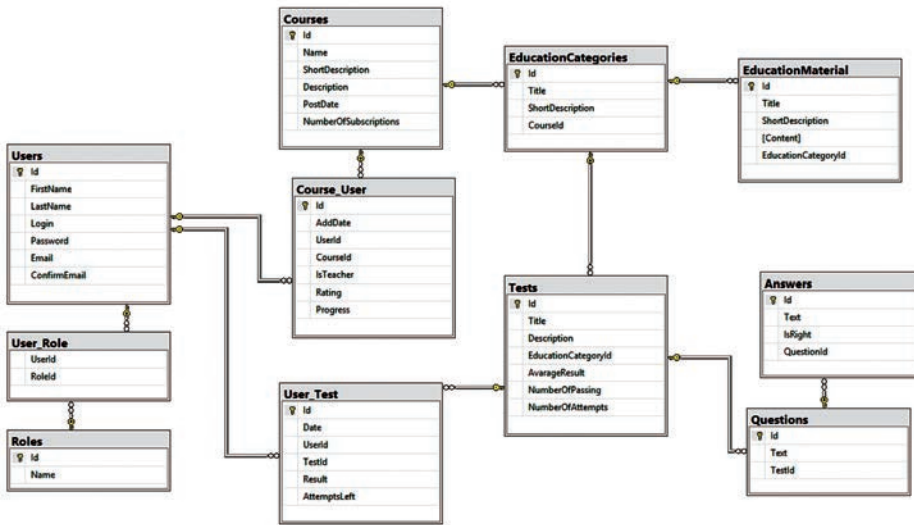 Courses
Id
Name
ShortDescription
Description
PostDate
NumberOfSubscriptions
EducationCategories
Id
Title
ShortDescription
CourseId
EducationMaterial
Id
Title
ShortDescription
[Content]
EducationCategoryId
Users
Id
FirstName
LastName
Login
Password
Email
ConfirmEmail
Course_User
Id
AddDate
UserId
CourseId
IsTeacher
Rating
Progress
Tests
Id
Title
Description
EducationCategoryId
AvarageResult
NumberOfPassing
NumberOfAttempts
Answers
Id
Text
IsRight
QuestionId
User_Role
UserId
RoleId
User_Test
Id
Date
UserId
TestId
Result
AttemptsLeft
Questions
Id
Text
TestId
Roles
Id
Name